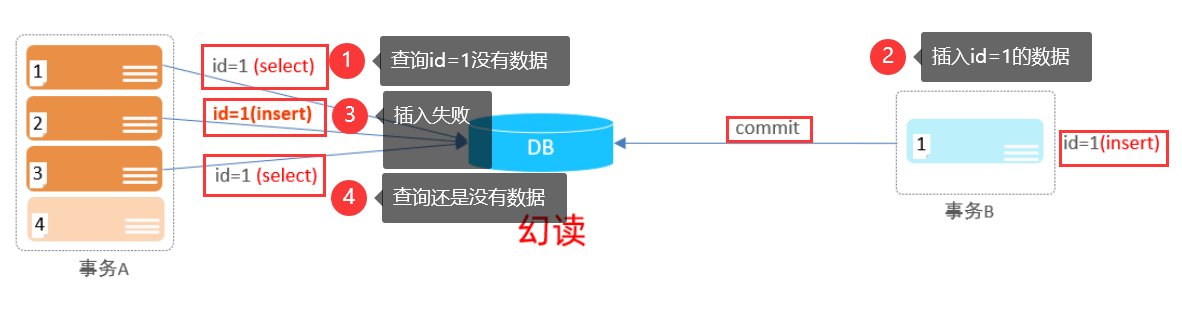 1
id=1 (select)
1
查询id=1没有数据
2
插入id=1的数据
2
id=1(insert)
3
插入失败
DB
commit
1
id=1(insert)
3
id=1 (select)
4
查询还是没有数据
4
幻读
事务A
事务B